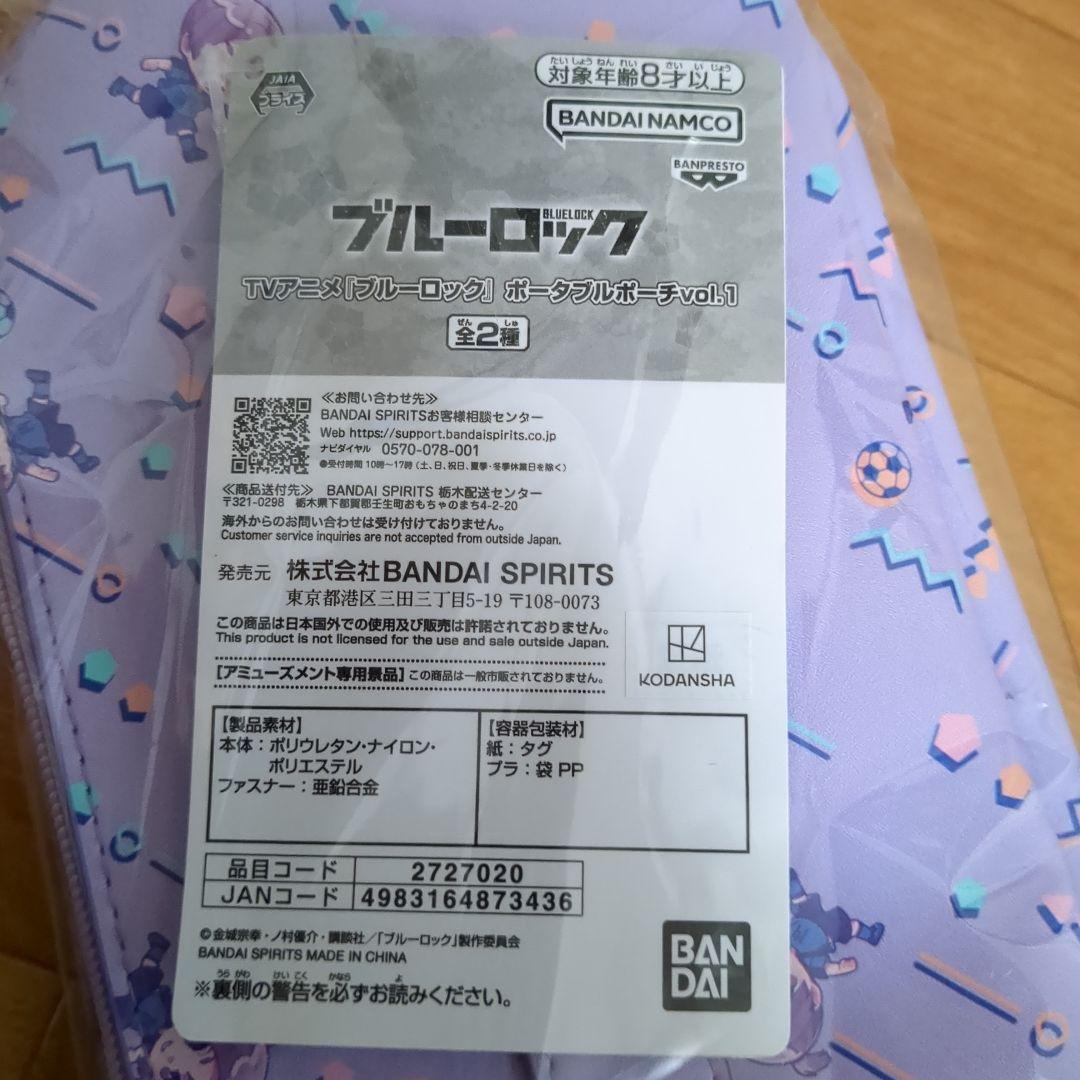 JAIA
プライズ
たいしょうねんれい さいいじょう
対象年齢8才以上
BANDAI NAMCO
BANPRESTO
ブルーロック
BLUELOCK
TVアニメ『ブルーロック』 ポータブルポーチvol.1
ぜん しゅ
全2種
≪お問い合わせ先≫
BANDAI SPIRITSお客様相談センター
Web https://support.bandaispirits.co.jp
ナビダイヤル 0570-078-001
●受付時間 10時~17時 (土、日、祝日、夏季・冬季休業日を除く)
≪商品送付先≫ BANDAI SPIRITS 栃木配送センター
〒321-0298 栃木県下都賀郡壬生町おもちゃのまち4-2-20
海外からのお問い合わせは受け付けておりません。
Customer service inquiries are not accepted from outside Japan.
発売元 株式会社BANDAI SPIRITS
東京都港区三田三丁目5-19 〒108-0073
この商品は日本国外での使用及び販売は許諾されておりません。
This product is not licensed for the use and sale outside Japan.
【アミューズメント専用景品】この商品は一般市販されておりません。
KODANSHA
【製品素材】
本体:ポリウレタン・ナイロン・
ポリエステル
ファスナー:亜鉛合金
【容器包装材】
紙:タグ
プラ:袋 PP
品目コード 2727020
JANコード 4983164873436
©金城宗幸・ノ村優介・講談社/「ブルーロック」製作委員会
BANDAI SPIRITS MADE IN CHINA
うらがわ けいこく かなら よ
※裏側の警告を必ずお読みください。
BAN
DAI